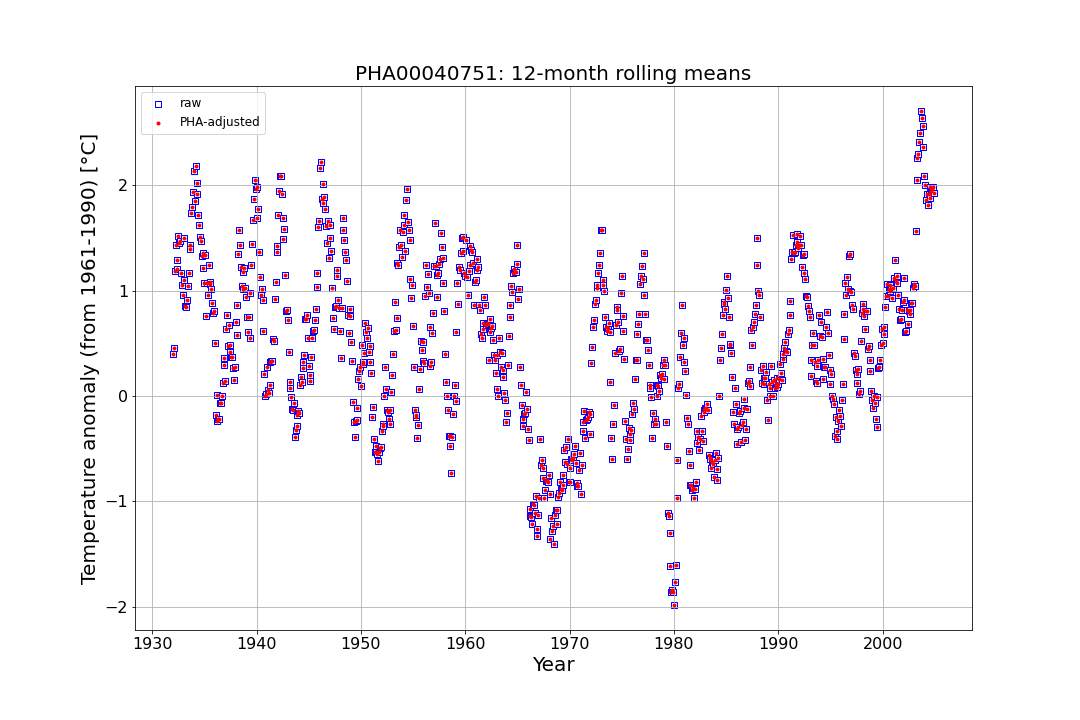 PHA00040751: 12-month rolling means
raw
PHA-adjusted
Temperature anomaly (from 1961-1990) [°C]
2
1
0
−1
−2
1930 1940 1950 1960 1970 1980 1990 2000
Year